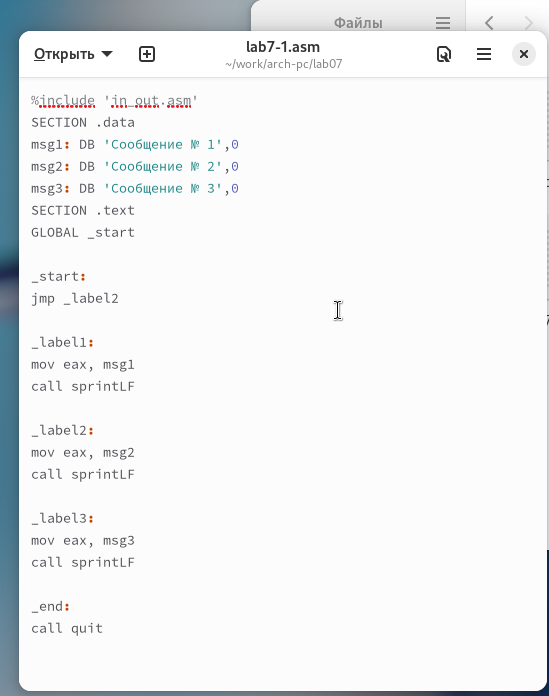 Файлы
Открыть
lab7-1.asm
~/work/arch-pc/lab07
%include 'in_out.asm'
SECTION .data
msg1: DB 'Сообщение № 1',0
msg2: DB 'Сообщение № 2',0
msg3: DB 'Сообщение № 3',0
SECTION .text
GLOBAL _start
_start:
jmp _label2
_label1:
mov eax, msg1
call sprintLF
_label2:
mov eax, msg2
call sprintLF
_label3:
mov eax, msg3
call sprintLF
_end:
call quit